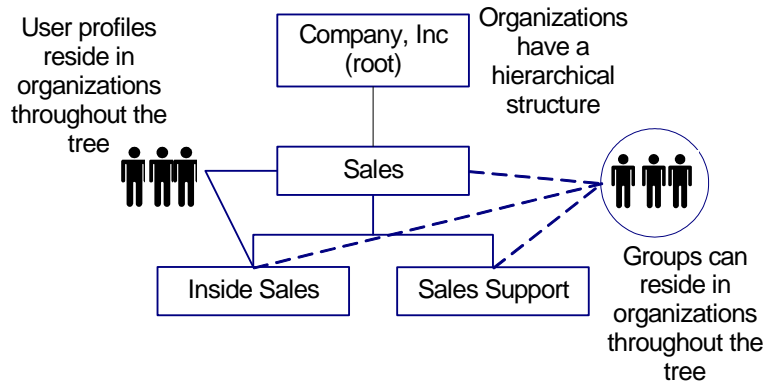 User profiles
reside in
organizations
throughout the
tree
Company, Inc
(root)
Organizations
have a
hierarchical
structure
Sales
Inside Sales
Sales Support
Groups can
reside in
organizations
throughout the
tree